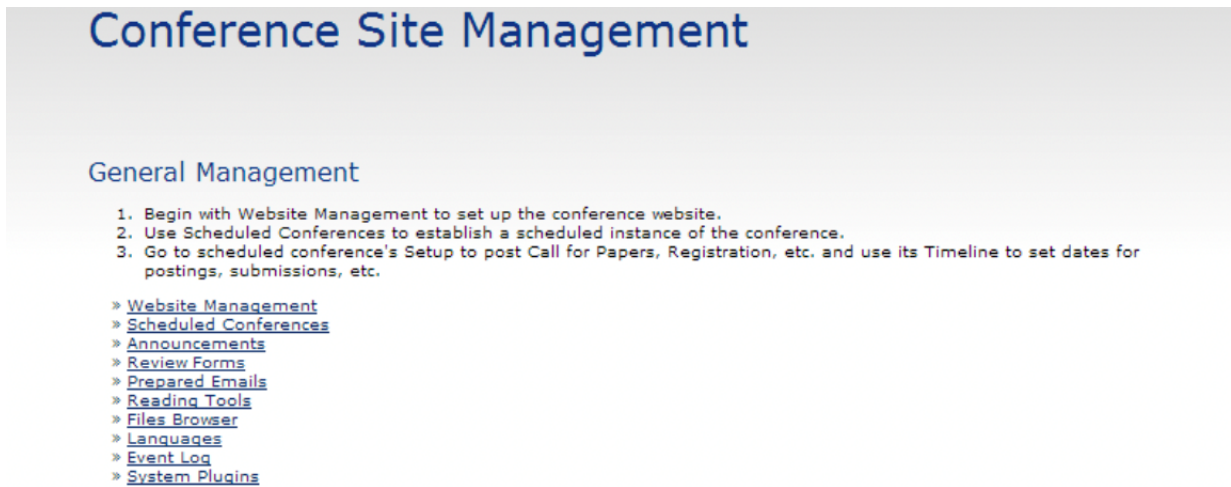 Conference Site Management
General Management
1. Begin with Website Management to set up the conference website.
2. Use Scheduled Conferences to establish a scheduled instance of the conference.
3. Go to scheduled conference's Setup to post Call for Papers, Registration, etc. and use its Timeline to set dates for
postings, submissions, etc.
» Website Management
» Scheduled Conferences
» Announcements
» Review Forms
» Prepared Emails
» Reading Tools
» Files Browser
» Languages
» Event Log
» System Plugins